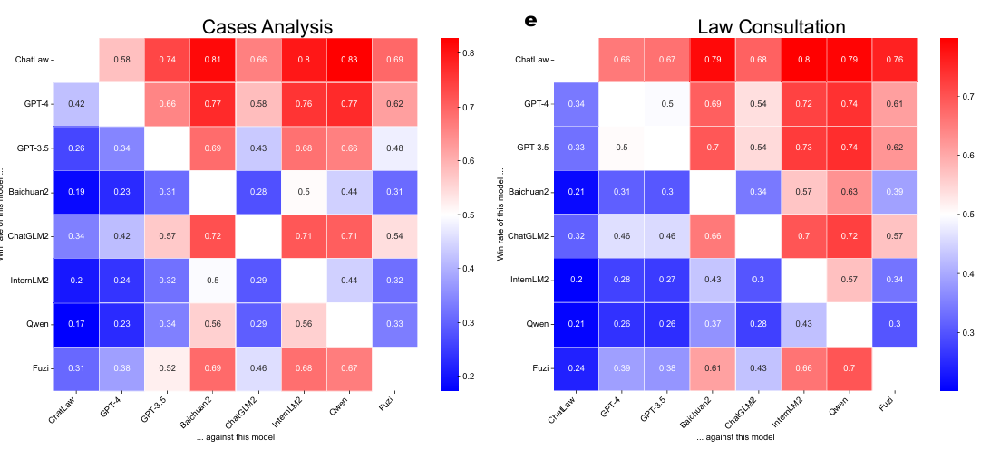 Cases Analysis
Win rate of this model ...
ChatLaw 0.58 0.74 0.81 0.66 0.8 0.83 0.69
GPT-4 0.42 0.66 0.77 0.58 0.76 0.77 0.62
GPT-3.5 0.26 0.34 0.69 0.43 0.68 0.66 0.48
Baichuan2 0.19 0.23 0.31 0.28 0.5 0.44 0.31
ChatGLM2 0.34 0.42 0.57 0.72 0.71 0.71 0.54
InternLM2 0.2 0.24 0.32 0.5 0.29 0.44 0.32
Qwen 0.17 0.23 0.34 0.56 0.29 0.56 0.33
Fuzi 0.31 0.38 0.52 0.69 0.46 0.68 0.67
ChatLaw GPT-4 GPT-3.5 Baichuan2 ChatGLM2 InternLM2 Qwen Fuzi
... against this model
0.8
0.7
0.6
0.5
0.4
0.3
0.2
e
Law Consultation
Win rate of this model ...
ChatLaw 0.66 0.67 0.79 0.68 0.8 0.79 0.76
GPT-4 0.34 0.5 0.69 0.54 0.72 0.74 0.61
GPT-3.5 0.33 0.5 0.7 0.54 0.73 0.74 0.62
Baichuan2 0.21 0.31 0.3 0.34 0.57 0.63 0.39
ChatGLM2 0.32 0.46 0.46 0.66 0.7 0.72 0.57
InternLM2 0.2 0.28 0.27 0.43 0.3 0.57 0.34
Qwen 0.21 0.26 0.26 0.37 0.28 0.43 0.3
Fuzi 0.24 0.39 0.38 0.61 0.43 0.66 0.7
ChatLaw GPT-4 GPT-3.5 Baichuan2 ChatGLM2 InternLM2 Qwen Fuzi
... against this model
0.7
0.6
0.5
0.4
0.3